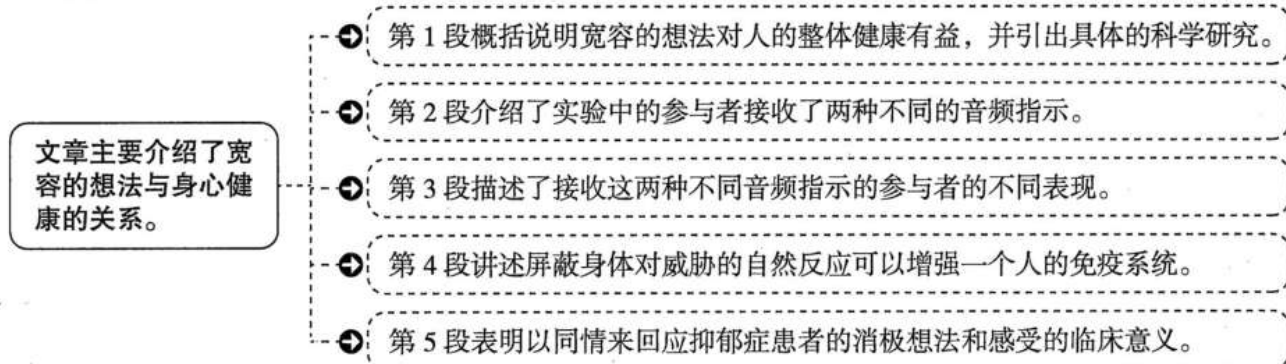 文章主要介绍了宽
容的想法与身心健
康的关系。
第1段概括说明宽容的想法对人的整体健康有益，并引出具体的科学研究。
第2段介绍了实验中的参与者接收了两种不同的音频指示。
第3段描述了接收这两种不同音频指示的参与者的不同表现。
第4段讲述屏蔽身体对威胁的自然反应可以增强一个人的免疫系统。
第5段表明以同情来回应抑郁症患者的消极想法和感受的临床意义。